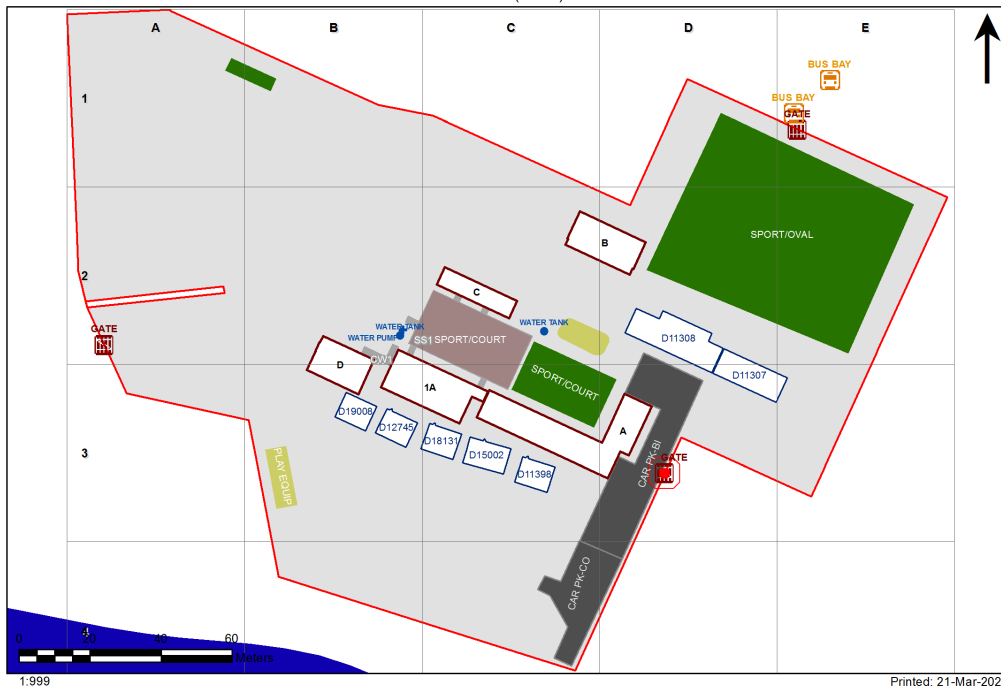 A
B
C
D
E
BUS BAY
1
BUS BAY
GATE
SPORT/OVAL
B
2
C
GATE
WATER TANK
WATER TANK
WATER PUMP
SS1
SPORT/COURT
D11308
CW1
D
1A
SPORT/COURT
D11307
D19008
D12745
D18131
D15002
D11398
A
3
GATE
CAR PK-BI
PLAY EQUIP
CAR PK-CO
4
0
20
40
60
Meters
1:999
Printed: 21-Mar-202